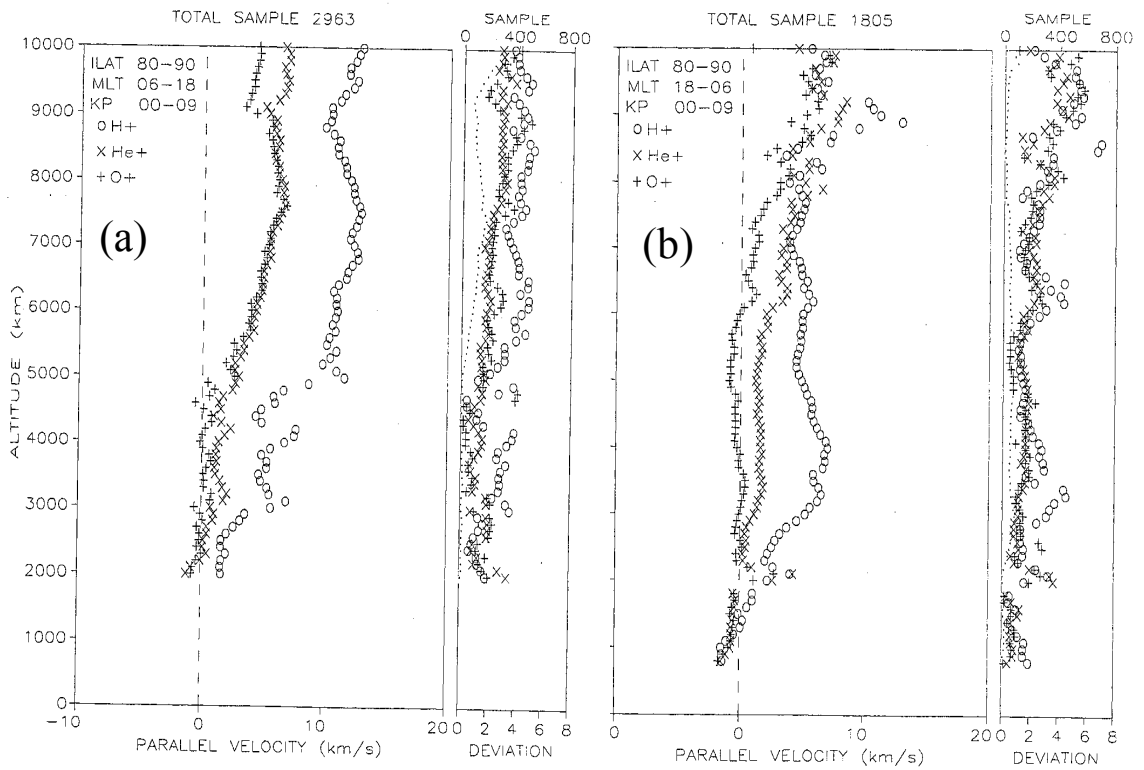 TOTAL SAMPLE 2963
SAMPLE
0 400 800
10000
9000
8000
7000
6000
5000
4000
3000
2000
1000
0
ALTITUDE (km)
ILAT 80-90
MLT 06-18
KP 00-09
O H+
× He+
+ O+
(a)
-10 0 10 20
PARALLEL VELOCITY (km/s)
0 2 4 6 8
DEVIATION
TOTAL SAMPLE 1805
SAMPLE
0 400 800
ILAT 80-90
MLT 18-06
KP 00-09
O H+
× He+
+ O+
(b)
0 0 10 20
PARALLEL VELOCITY (km/s)
0 2 4 6 8
DEVIATION